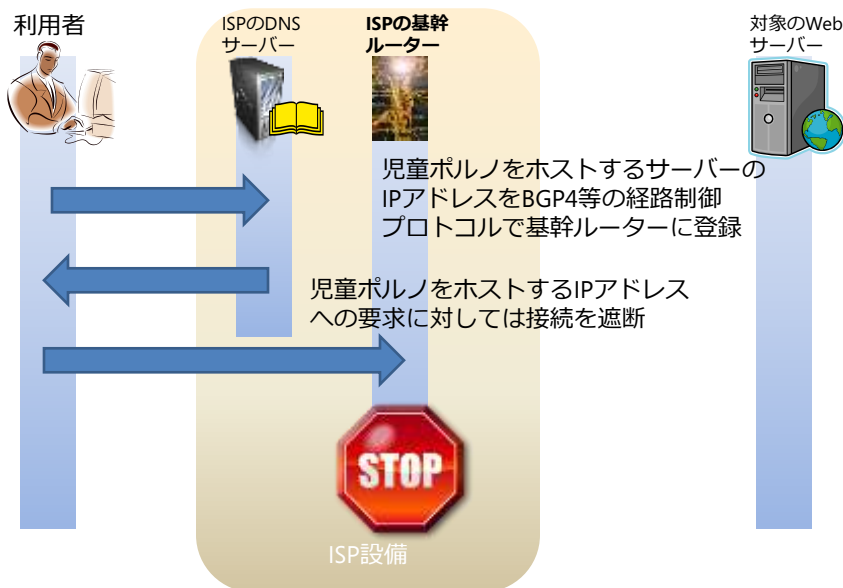 利用者
ISPのDNS
サーバー
ISPの基幹
ルーター
対象のWeb
サーバー
児童ポルノをホストするサーバーの
IPアドレスをBGP4等の経路制御
プロトコルで基幹ルーターに登録
児童ポルノをホストするIPアドレス
への要求に対しては接続を遮断
STOP
ISP設備